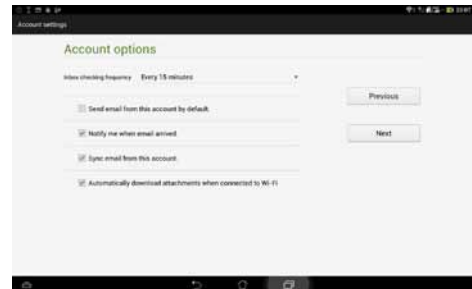 Account settings
Account options
Inbox checking frequency Every 15 minutes
Previous
Send email from this account by default.
Notify me when email arrived.
Next
Sync email from this account.
Automatically download attachments when connected to Wi-Fi